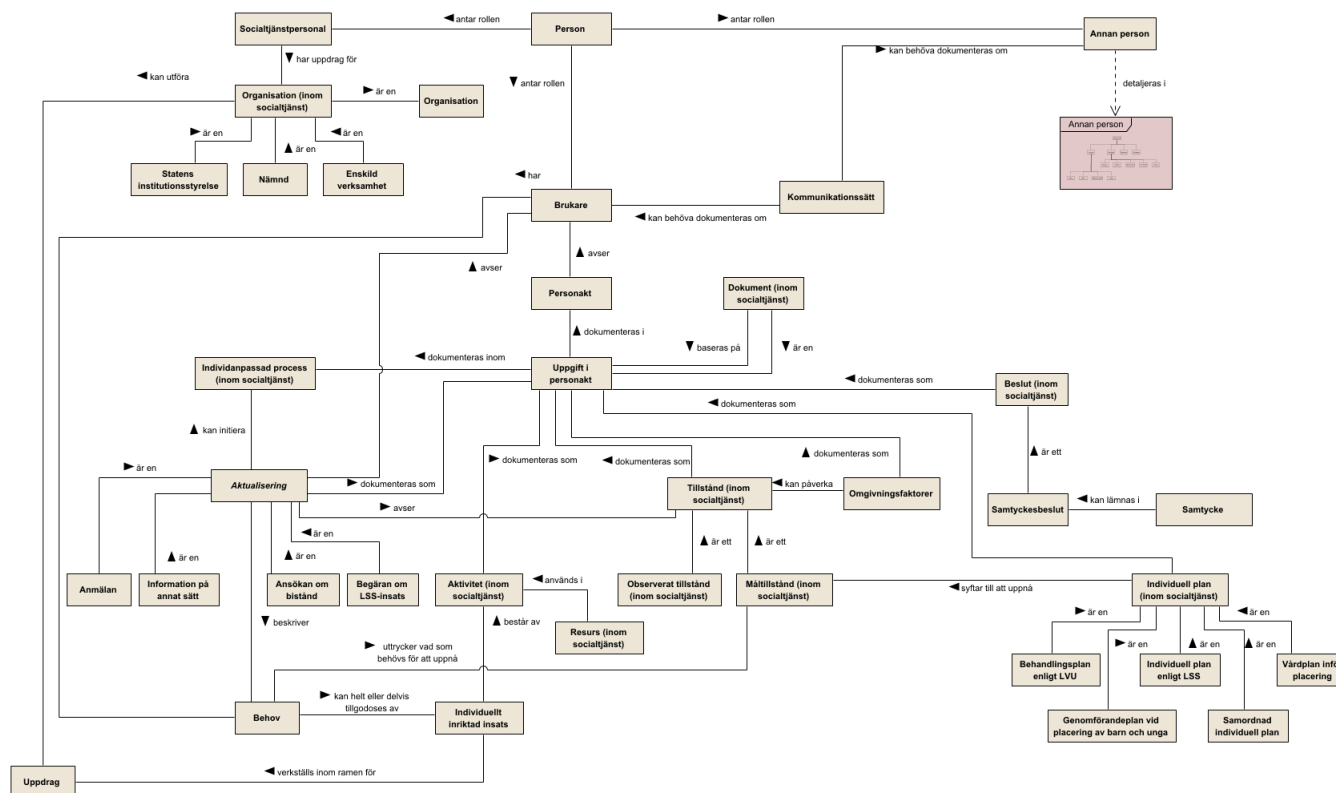 Socialtjänstpersonal
antar rollen
Person
antar rollen
Annan person
har uppdrag för
kan behöva dokumenteras om
kan utföra
antar rollen
detaljeras i
Organisation (inom
socialtjänst)
är en
Organisation
Annan person
är en
är en
är en
Statens
institutionsstyrelse
Nämnd
Enskild
verksamhet
har
Brukare
Kommunikationssätt
kan behöva dokumenteras om
avser
avser
Personakt
Dokument (inom
socialtjänst)
dokumenteras i
baseras på
är en
dokumenteras inom
Individanpassad process
(inom socialtjänst)
Uppgift i
personakt
dokumenteras som
Beslut (inom
socialtjänst)
dokumenteras som
kan initiera
är en
dokumenteras som
dokumenteras som
dokumenteras som
är ett
Aktualisering
dokumenteras som
Tillstånd (inom
socialtjänst)
kan påverka
Omgivningsfaktorer
avser
Samtyckesbeslut
kan lämnas i
Samtycke
är en
är en
är en
är ett
är ett
Anmälan
Information på
annat sätt
Ansökan om
bistånd
Begäran om
LSS-insats
Aktivitet (inom
socialtjänst)
används i
Observerat tillstånd
(inom socialtjänst)
Måltillstånd (inom
socialtjänst)
syftar till att uppnå
Individuell plan
(inom socialtjänst)
beskriver
består av
Resurs (inom
socialtjänst)
är en
är en
är en
är en
är en
uttrycker vad som
behövs för att uppnå
Behandlingsplan
enligt LVU
Individuell plan
enligt LSS
Vårdplan infö
placering
kan helt eller delvis
tillgodoses av
Behov
Individuellt
inriktad insats
Genomförandeplan vid
placering av barn och unga
Samordnad
individuell plan
verkställs inom ramen för
Uppdrag